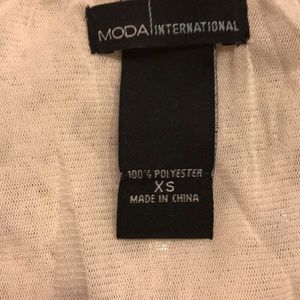 MODA INTERNATIONAL
100% POLYESTER
XS
MADE IN CHINA